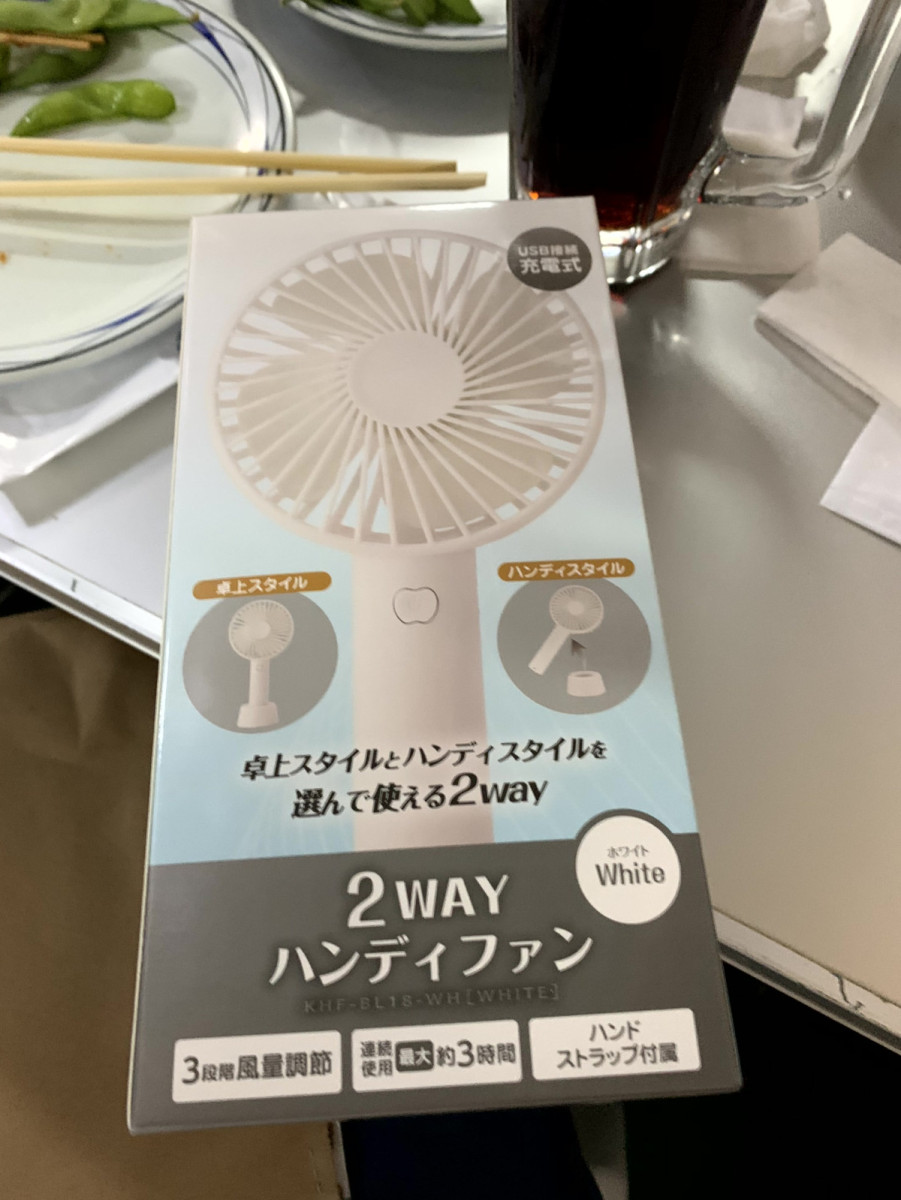 USB接続
充電式
卓上スタイル
ハンディスタイル
卓上スタイルとハンディスタイルを
選んで使える2way
ホワイト
White
2WAY
ハンディファン
KHF-BL18-WH[WHITE]
3段階風量調節
連続
使用 最大 約3時間
ハンド
ストラップ付属